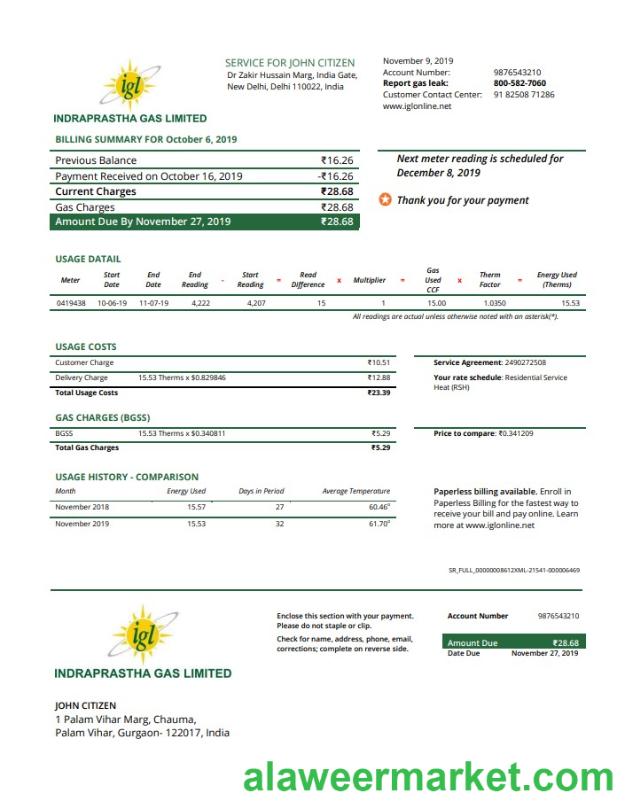 igl
INDRAPRASTHA GAS LIMITED
SERVICE FOR JOHN CITIZEN
Dr Zakir Hussain Marg, India Gate,
New Delhi, Delhi 110022, India
November 9, 2019
Account Number: 9876543210
Report gas leak: 800-582-7060
Customer Contact Center: 91 82508 71286
www.iglonline.net
BILLING SUMMARY FOR October 6, 2019
Previous Balance ₹16.26
Payment Received on October 16, 2019 -₹16.26
Current Charges ₹28.68
Gas Charges ₹28.68
Amount Due By November 27, 2019 ₹28.68
Next meter reading is scheduled for
December 8, 2019
Thank you for your payment
USAGE DATAIL
Meter Start Date End Date End Reading - Start Reading = Read Difference x Multiplier = Gas Used CCF x Therm Factor = Energy Used (Therms)
0419438 10-06-19 11-07-19 4,222 4,207 15 1 15.00 1.0350 15.53
All readings are actual unless otherwise noted with an asterisk(*).
USAGE COSTS
Customer Charge ₹10.51
Delivery Charge 15.53 Therms x $0.829846 ₹12.88
Total Usage Costs ₹23.39
Service Agreement: 2490272508
Your rate schedule: Residential Service
Heat (RSH)
GAS CHARGES (BGSS)
BGSS 15.53 Therms x $0.340811 ₹5.29
Total Gas Charges ₹5.29
Price to compare: ₹0.341209
USAGE HISTORY - COMPARISON
Month Energy Used Days in Period Average Temperature
November 2018 15.57 27 60.46⁰
November 2019 15.53 32 61.70⁰
Paperless billing available. Enroll in
Paperless Billing for the fastest way to
receive your bill and pay online. Learn
more at www.iglonline.net
SR_FULL_00000008612XML-21541-000006469
igl
INDRAPRASTHA GAS LIMITED
Enclose this section with your payment.
Please do not staple or clip.
Check for name, address, phone, email,
corrections; complete on reverse side.
Account Number 9876543210
Amount Due ₹28.68
Date Due November 27, 2019
JOHN CITIZEN
1 Palam Vihar Marg, Chauma,
Palam Vihar, Gurgaon- 122017, India
alaweermarket.com